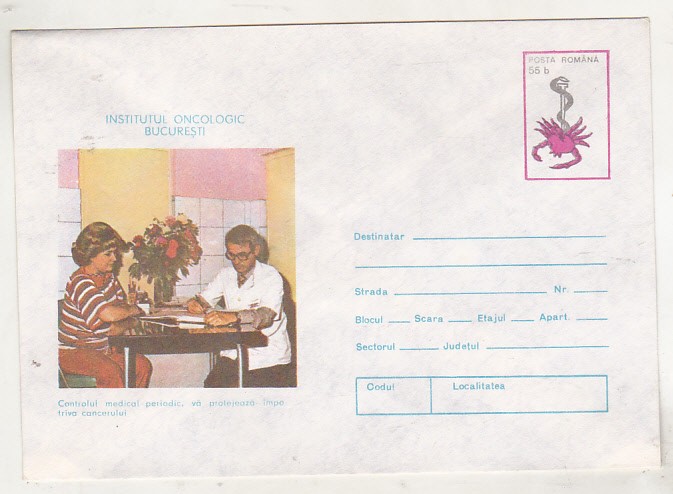 POSTA ROMÂNA
55 b
INSTITUTUL ONCOLOGIC
BUCUREȘTI
Destinatar
Strada Nr.
Blocul Scara Etajul Apart.
Sectorul Județul
Codul Localitatea
Controlul medical periodic, vă protejează împo
triva cancerului